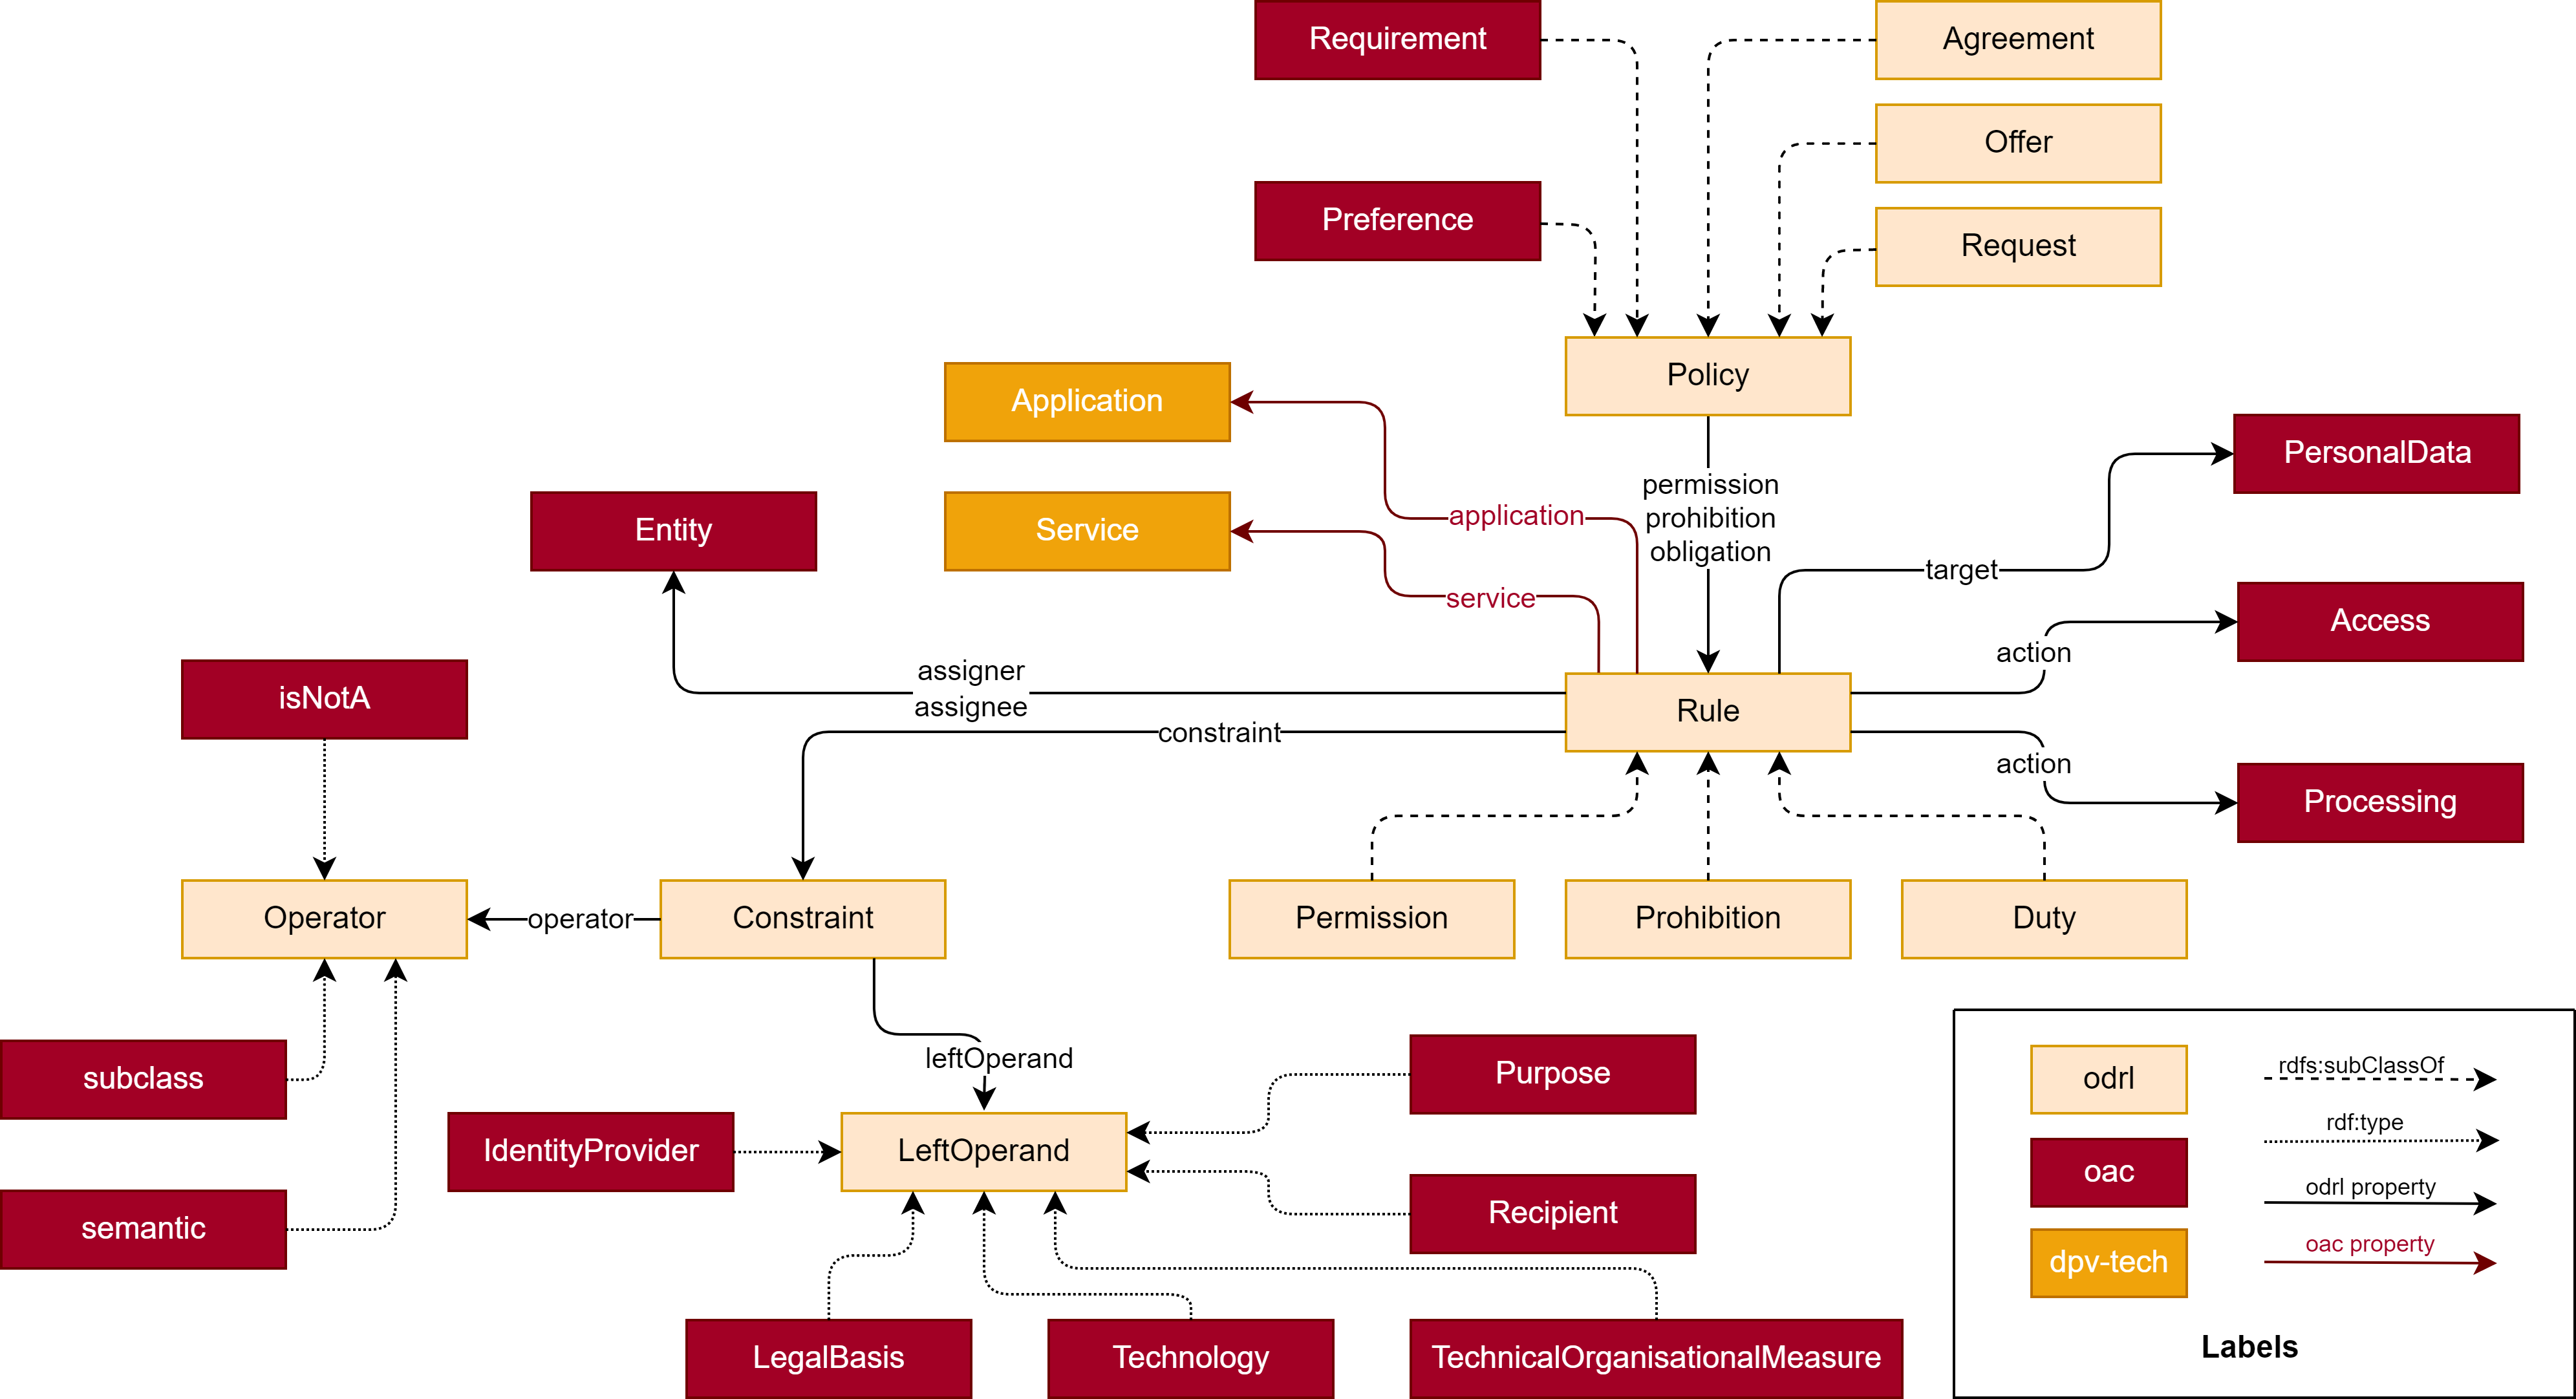 Requirement
Agreement
Offer
Preference
Request
Policy
Application
PersonalData
permission
prohibition
obligation
application
Service
Entity
target
service
Access
action
assigner
assignee
isNotA
Rule
constraint
action
Processing
Operator
operator
Constraint
Permission
Prohibition
Duty
leftOperand
subclass
Purpose
IdentityProvider
LeftOperand
semantic
Recipient
LegalBasis
Technology
TechnicalOrganisationalMeasure
odrl
rdfs:subClassOf
rdf:type
oac
odrl property
dpv-tech
oac property
Labels